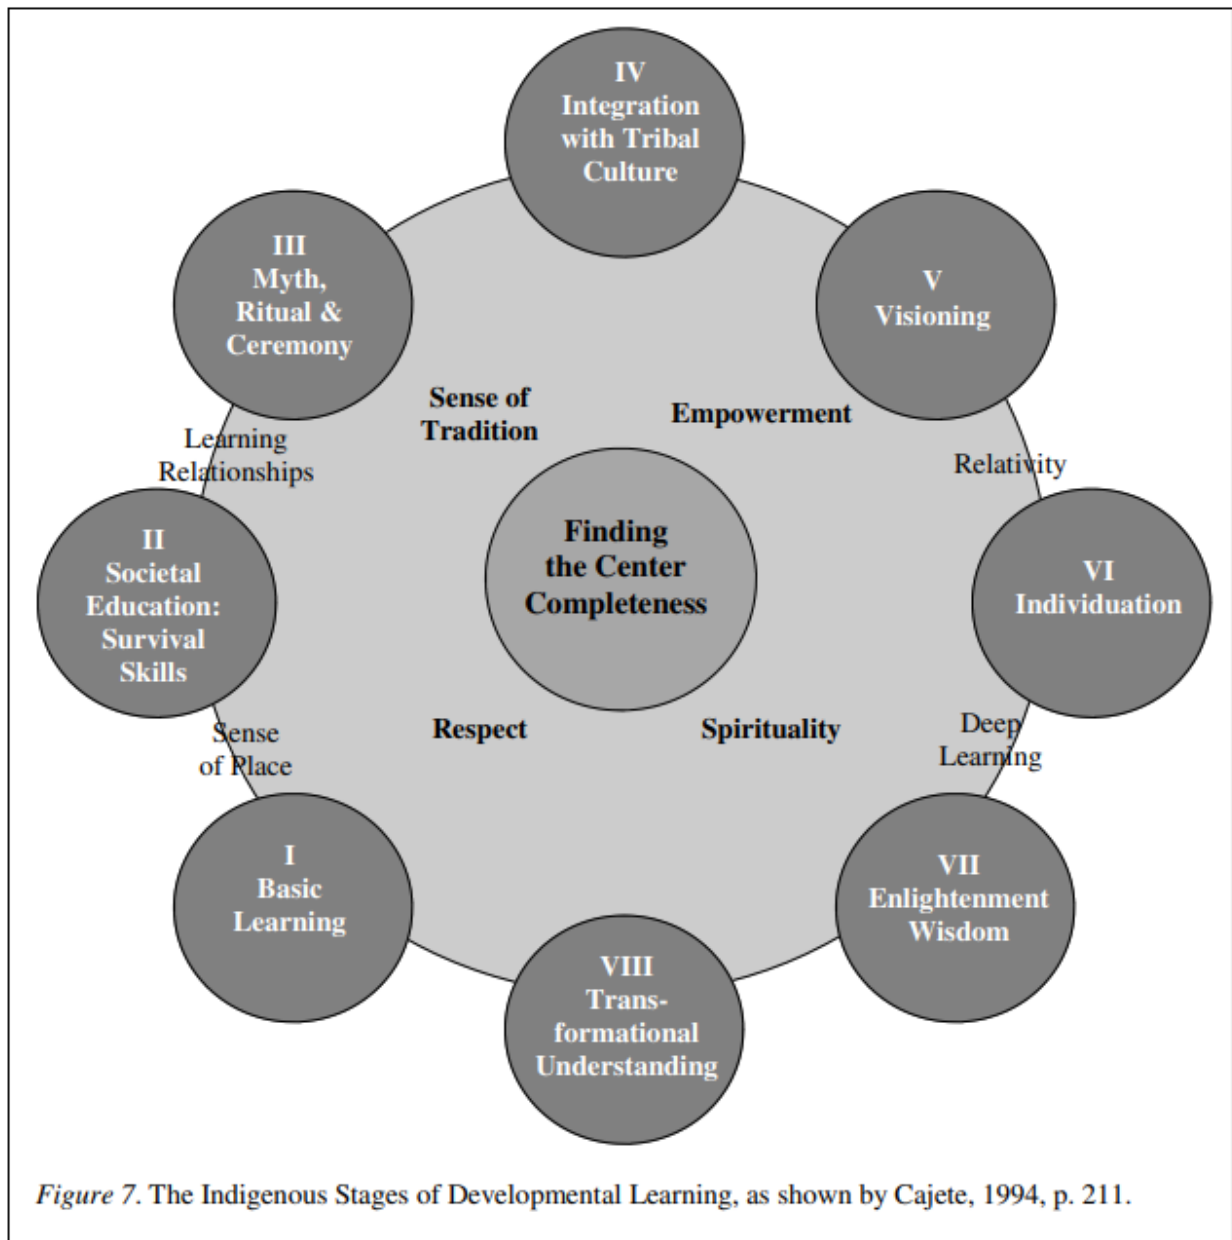 IV
Integration
with Tribal
Culture
III
Myth,
Ritual &
Ceremony
V
Visioning
Sense of
Tradition
Empowerment
Learning
Relationships
Relativity
Finding
the Center
Completeness
II
Societal
Education:
Survival
Skills
VI
Individuation
Sense
of Place
Respect
Spirituality
Deep
Learning
I
Basic
Learning
VII
Enlightenment
Wisdom
VIII
Trans-
formational
Understanding
Figure 7. The Indigenous Stages of Developmental Learning, as shown by Cajete, 1994, p. 211.